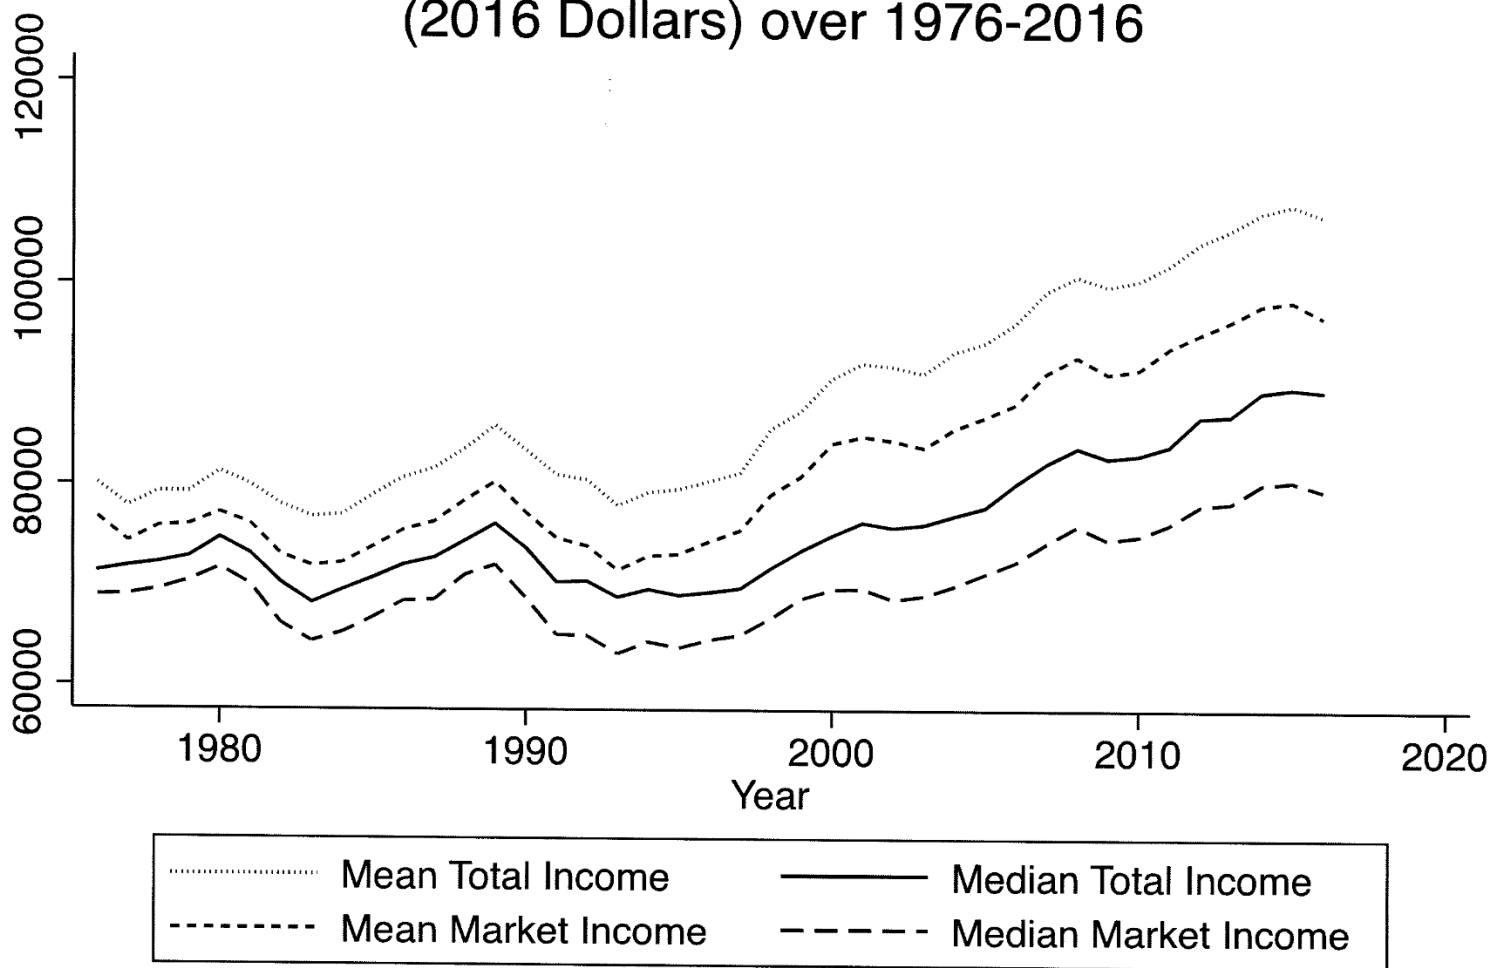 (2016 Dollars) over 1976-2016
120000
100000
80000
60000
1980 1990 2000 2010 2020
Year
Mean Total Income Median Total Income
Mean Market Income Median Market Income